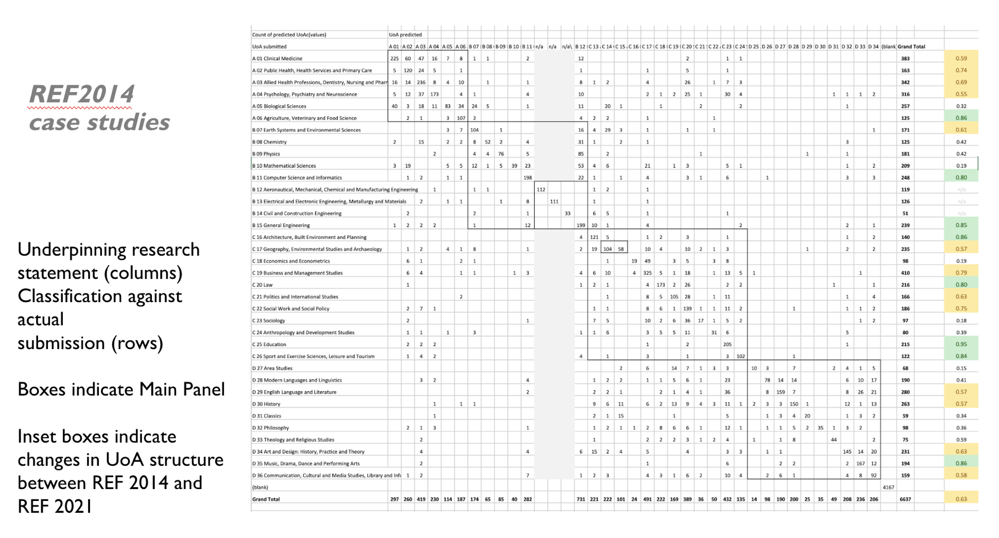 REF2014
case studies
Underpinning research
statement (columns)
Classification against
actual
submission (rows)
Boxes indicate Main Panel
Inset boxes indicate
changes in UoA structure
between REF 2014 and
REF 2021
Count of predicted UoAc(values) UoA predicted
UoA submitted A 01 A 02 A 03 A 04 A 05 A 06 B 07 B 08 B 09 B 10 B 11 n/a n/a n/a\ B 12 C 13 C 14 C 15 C 16 C 17 C 18 C 19 C 20 C 21 C 22 C 23 C 24 D 25 D 26 D 27 D 28 D 29 D 30 D 31 D 32 D 33 D 34 (blank) Grand Total
A 01 Clinical Medicine 225 60 47 16 7 8 1 1 2 12 2 1 1 383 0.59
A 02 Public Health, Health Services and Primary Care 5 120 24 5 1 1 1 5 1 163 0.74
A 03 Allied Health Professions, Dentistry, Nursing and Pharm 16 14 236 8 4 10 1 1 8 1 2 4 26 1 7 3 342 0.69
A 04 Psychology, Psychiatry and Neuroscience 5 12 37 173 4 1 4 10 2 1 2 25 1 30 4 1 1 1 2 316 0.55
A 05 Biological Sciences 40 3 18 11 83 34 24 5 1 11 20 1 1 2 2 1 257 0.32
A 06 Agriculture, Veterinary and Food Science 2 1 3 107 2 4 2 2 1 1 125 0.86
B 07 Earth Systems and Environmental Sciences 3 7 104 1 16 4 29 3 1 1 1 1 171 0.61
B 08 Chemistry 2 15 2 2 8 52 2 4 31 1 2 1 3 125 0.42
B 09 Physics 2 4 4 76 5 85 2 1 1 1 181 0.42
B 10 Mathematical Sciences 3 19 5 5 12 1 5 39 23 53 4 6 21 1 3 5 1 1 2 209 0.19
B 11 Computer Science and Informatics 1 2 1 1 198 22 1 1 4 3 1 6 1 3 3 248 0.80
B 12 Aeronautical, Mechanical, Chemical and Manufacturing Engineering 1 1 1 112 1 2 1 119 n/a
B 13 Electrical and Electronic Engineering, Metallurgy and Materials 2 1 1 1 8 111 1 1 126 n/a
B 14 Civil and Construction Engineering 2 2 1 33 6 5 1 1 51 n/a
B 15 General Engineering 1 2 2 2 1 12 199 10 1 4 2 2 1 239 0.85
C 16 Architecture, Built Environment and Planning 4 121 5 1 2 3 1 1 2 140 0.86
C 17 Geography, Environmental Studies and Archaeology 1 2 4 1 8 1 2 19 104 58 10 4 10 2 1 3 1 2 2 235 0.57
C 18 Economics and Econometrics 6 1 2 1 1 19 49 3 5 3 8 98 0.19
C 19 Business and Management Studies 6 4 1 1 1 3 4 6 10 4 325 5 1 18 1 13 5 1 1 410 0.79
C 20 Law 1 1 2 1 4 173 2 26 2 2 1 1 216 0.80
C 21 Politics and International Studies 2 1 8 5 105 28 1 11 1 4 166 0.63
C 22 Social Work and Social Policy 2 7 1 1 1 8 6 1 139 1 1 11 2 1 1 1 2 186 0.75
C 23 Sociology 2 1 7 5 10 2 6 36 17 1 5 2 1 2 97 0.18
C 24 Anthropology and Development Studies 1 1 1 3 1 1 6 3 5 5 11 31 6 5 80 0.39
C 25 Education 2 2 2 1 2 205 1 215 0.95
C 26 Sport and Exercise Sciences, Leisure and Tourism 1 4 2 4 1 3 1 3 102 1 122 0.84
D 27 Area Studies 2 6 14 7 1 3 3 10 3 7 2 4 1 5 68 0.15
D 28 Modern Languages and Linguistics 3 2 4 1 2 2 1 1 5 6 1 23 78 14 14 6 10 17 190 0.41
D 29 English Language and Literature 2 2 2 1 2 1 4 1 36 8 159 7 8 26 21 280 0.57
D 30 History 1 1 1 9 6 11 6 2 13 9 4 3 11 1 2 3 3 150 1 12 1 13 263 0.57
D 31 Classics 1 2 1 15 1 5 1 3 4 20 1 3 2 59 0.34
D 32 Philosophy 2 1 3 1 1 2 1 1 2 8 6 6 1 12 1 1 1 5 2 35 1 3 2 98 0.36
D 33 Theology and Religious Studies 2 1 2 2 2 3 1 2 4 1 1 8 44 2 75 0.59
D 34 Art and Design: History, Practice and Theory 4 4 6 15 2 4 5 4 3 3 1 1 145 14 20 231 0.63
D 35 Music, Drama, Dance and Performing Arts 2 1 6 2 2 2 167 12 194 0.86
D 36 Communication, Cultural and Media Studies, Library and Info 1 2 7 1 2 3 4 3 1 6 2 10 4 2 6 1 4 8 92 159 0.58
(blank) 4167
Grand Total 297 260 419 230 114 187 174 65 85 40 282 731 221 222 101 24 491 222 169 389 36 50 432 135 14 98 190 200 25 35 49 208 236 206 6637 0.63